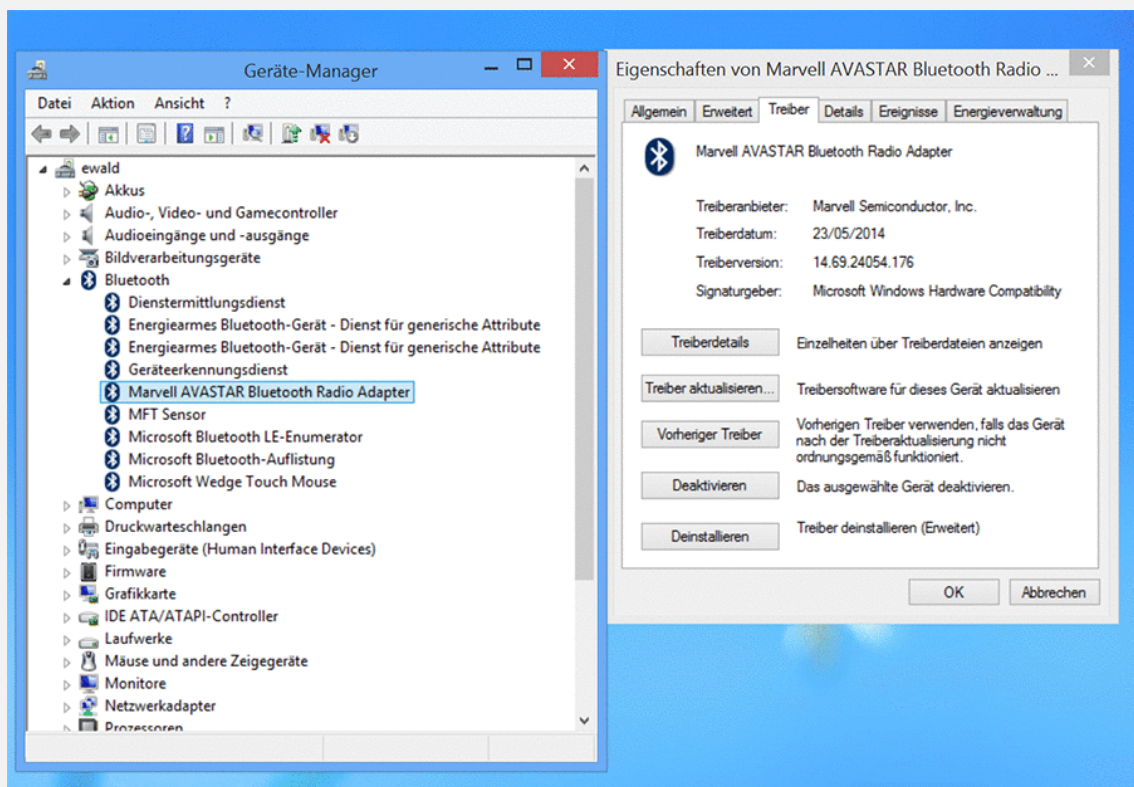 Geräte-Manager
Datei Aktion Ansicht ?
ewald
Akkus
Audio-, Video- und Gamecontroller
Audioeingänge und -ausgänge
Bildverarbeitungsgeräte
Bluetooth
Dienstermittlungsdienst
Energiearmes Bluetooth-Gerät - Dienst für generische Attribute
Energiearmes Bluetooth-Gerät - Dienst für generische Attribute
Geräteerkennungsdienst
Marvell AVASTAR Bluetooth Radio Adapter
MFT Sensor
Microsoft Bluetooth LE-Enumerator
Microsoft Bluetooth-Auflistung
Microsoft Wedge Touch Mouse
Computer
Druckwarteschlangen
Eingabegeräte (Human Interface Devices)
Firmware
Grafikkarte
IDE ATA/ATAPI-Controller
Laufwerke
Mäuse und andere Zeigegeräte
Monitore
Netzwerkadapter
Prozessoren
Eigenschaften von Marvell AVASTAR Bluetooth Radio ...
Allgemein Erweitert Treiber Details Ereignisse Energieverwaltung
Marvell AVASTAR Bluetooth Radio Adapter
Treiberanbieter: Marvell Semiconductor, Inc.
Treiberdatum: 23/05/2014
Treiberversion: 14.69.24054.176
Signaturgeber: Microsoft Windows Hardware Compatibility
Treiberdetails Einzelheiten über Treiberdateien anzeigen
Treiber aktualisieren... Treibersoftware für dieses Gerät aktualisieren
Vorheriger Treiber Vorherigen Treiber verwenden, falls das Gerät
nach der Treiberaktualisierung nicht
ordnungsgemäß funktioniert.
Deaktivieren Das ausgewählte Gerät deaktivieren.
Deinstallieren Treiber deinstallieren (Erweitert)
OK Abbrechen